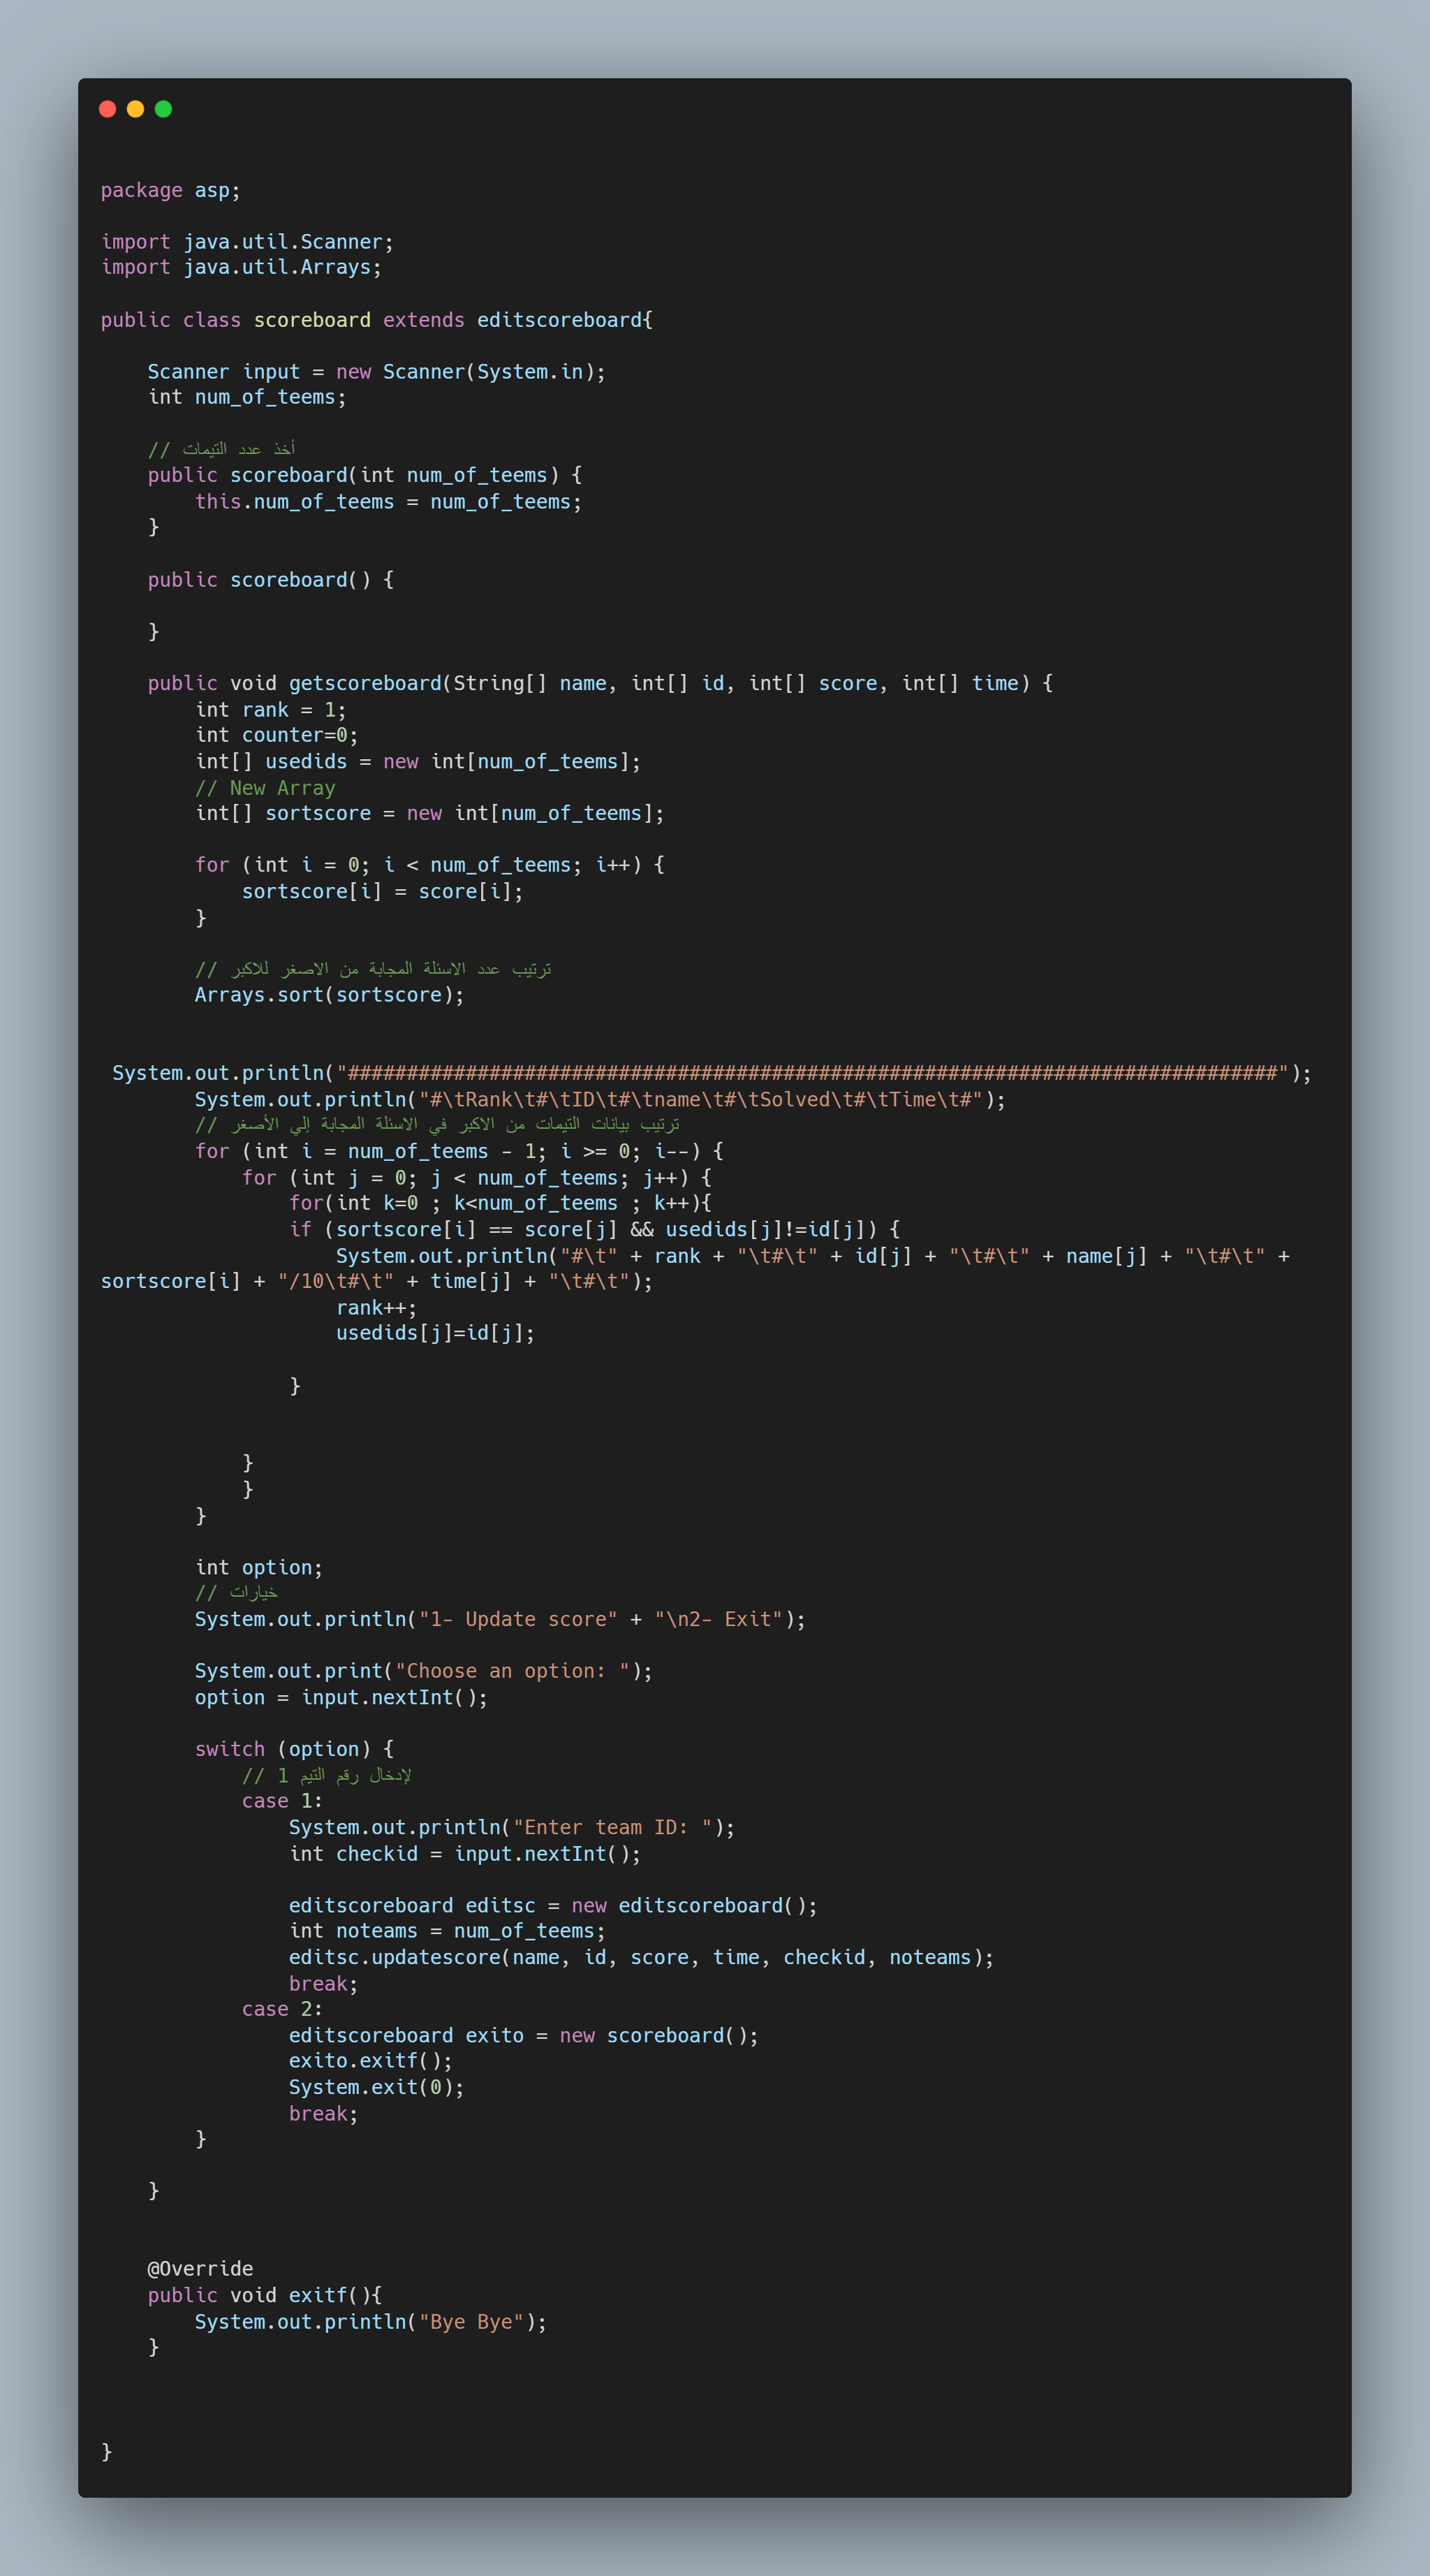 package asp;
import java.util.Scanner;
import java.util.Arrays;
public class scoreboard extends editscoreboard{
Scanner input = new Scanner(System.in);
int num_of_teems;
// أخذ عدد التيمات
public scoreboard(int num_of_teems) {
this.num_of_teems = num_of_teems;
}
public scoreboard() {
}
public void getscoreboard(String[] name, int[] id, int[] score, int[] time) {
int rank = 1;
int counter=0;
int[] usedids = new int[num_of_teems];
// New Array
int[] sortscore = new int[num_of_teems];
for (int i = 0; i < num_of_teems; i++) {
sortscore[i] = score[i];
}
// ترتيب عدد الاسئلة المجابة من الاصغر للاكبر
Arrays.sort(sortscore);
System.out.println("###############################################################################");
System.out.println("#\tRank\t#\tID\t#\tname\t#\tSolved\t#\tTime\t#");
// ترتيب بيانات التيمات من الاكبر في الاسئلة المجابة إلي الأصغر
for (int i = num_of_teems - 1; i >= 0; i--) {
for (int j = 0; j < num_of_teems; j++) {
for(int k=0 ; k<num_of_teems ; k++){
if (sortscore[i] == score[j] && usedids[j]!=id[j]) {
System.out.println("#\t" + rank + "\t#\t" + id[j] + "\t#\t" + name[j] + "\t#\t" +
sortscore[i] + "/10\t#\t" + time[j] + "\t#\t");
rank++;
usedids[j]=id[j];
}
}
}
}
int option;
// خيارات
System.out.println("1- Update score" + "\n2- Exit");
System.out.print("Choose an option: ");
option = input.nextInt();
switch (option) {
// 1 لإدخال رقم التيم
case 1:
System.out.println("Enter team ID: ");
int checkid = input.nextInt();
editscoreboard editsc = new editscoreboard();
int noteams = num_of_teems;
editsc.updatescore(name, id, score, time, checkid, noteams);
break;
case 2:
editscoreboard exito = new scoreboard();
exito.exitf();
System.exit(0);
break;
}
}
@Override
public void exitf(){
System.out.println("Bye Bye");
}
}